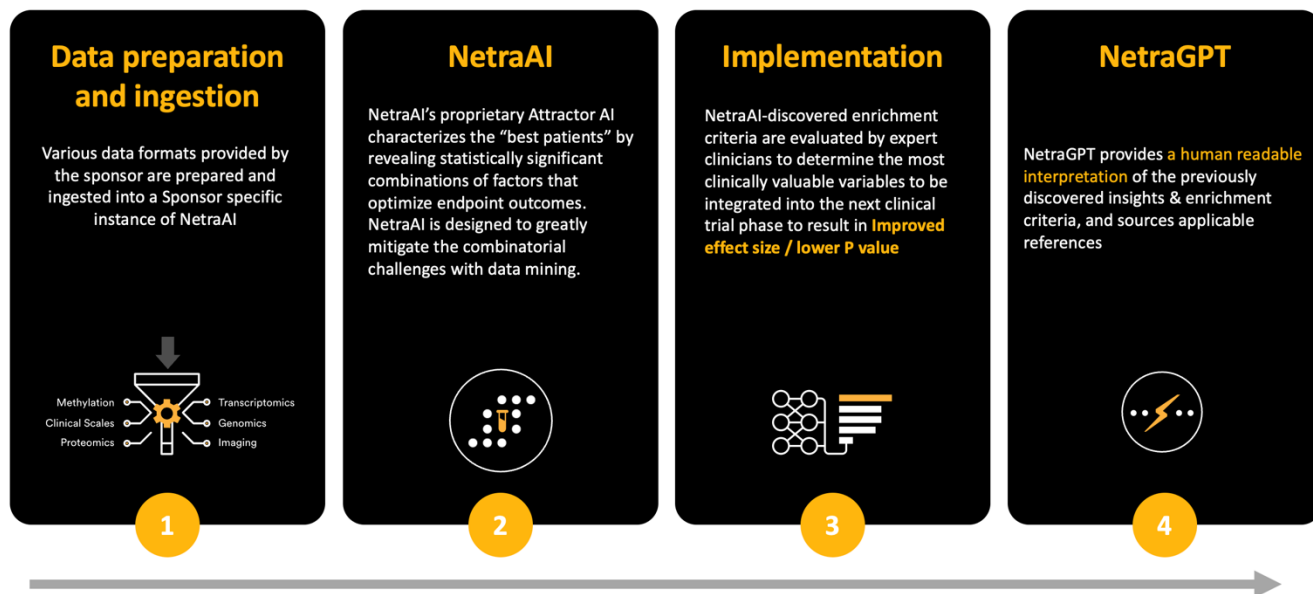 Data preparation
and ingestion
Various data formats provided by
the sponsor are prepared and
ingested into a Sponsor specific
instance of NetraAI
Methylation
Clinical Scales
Proteomics
Transcriptomics
Genomics
Imaging
1
NetraAI
NetraAI's proprietary Attractor AI
characterizes the “best patients” by
revealing statistically significant
combinations of factors that
optimize endpoint outcomes.
NetraAI is designed to greatly
mitigate the combinatorial
challenges with data mining.
2
Implementation
NetraAI-discovered enrichment
criteria are evaluated by expert
clinicians to determine the most
clinically valuable variables to be
integrated into the next clinical
trial phase to result in Improved
effect size / lower P value
3
NetraGPT
NetraGPT provides a human readable
interpretation of the previously
discovered insights & enrichment
criteria, and sources applicable
references
4